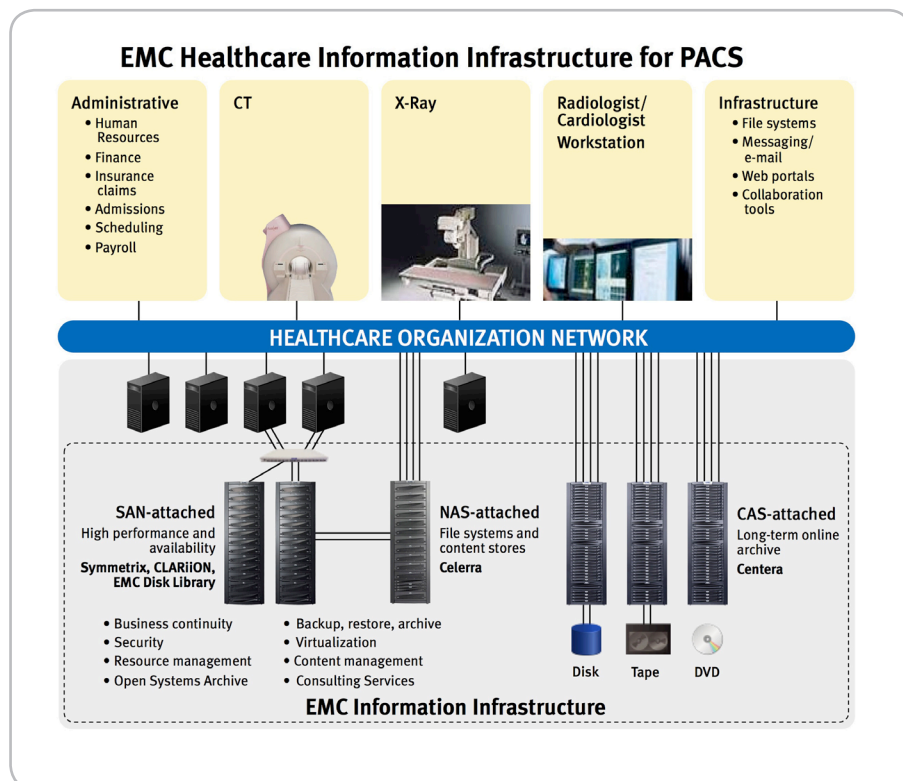 EMC Healthcare Information Infrastructure for PACS
Administrative
• Human
Resources
• Finance
• Insurance
claims
• Admissions
• Scheduling
• Payroll
CT
X-Ray
Radiologist/
Cardiologist
Workstation
Infrastructure
• File systems
• Messaging/
e-mail
• Web portals
• Collaboration
tools
HEALTHCARE ORGANIZATION NETWORK
SAN-attached
High performance and
availability
Symmetrix, CLARiiON,
EMC Disk Library
NAS-attached
File systems and
content stores
Celerra
CAS-attached
Long-term online
archive
Centera
• Business continuity
• Security
• Resource management
• Open Systems Archive
• Backup, restore, archive
• Virtualization
• Content management
• Consulting Services
Disk
Tape
DVD
EMC Information Infrastructure